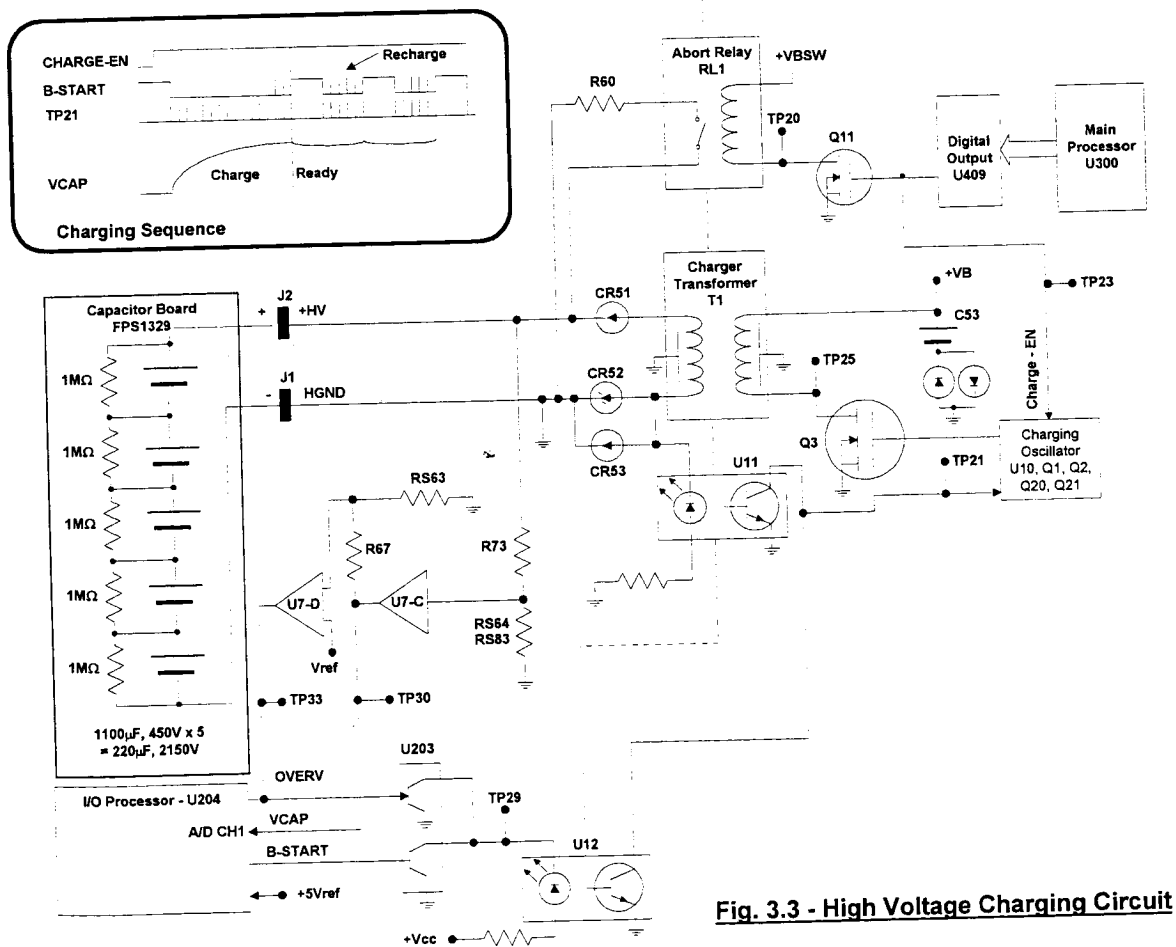 CHARGE-EN
B-START
TP21
Recharge
VCAP
Charge
Ready
Charging Sequence
Abort Relay
RL1
+VBSW
R60
TP20
Q11
Digital
Output
U409
Main
Processor
U300
Capacitor Board
FPS1329
+
J2
+HV
-
J1
HGND
1MΩ
1MΩ
1MΩ
1MΩ
1MΩ
1100µF, 450V x 5
= 220µF, 2150V
CR51
CR52
CR53
Charger
Transformer
T1
+VB
C53
TP23
TP25
Charge - EN
Q3
TP21
Charging
Oscillator
U10, Q1, Q2,
Q20, Q21
U11
RS63
R67
R73
U7-D
U7-C
RS64
RS83
Vref
TP33
TP30
I/O Processor - U204
OVERV
U203
A/D CH1
VCAP
TP29
B-START
U12
+5Vref
+Vcc
Fig. 3.3 - High Voltage Charging Circuit